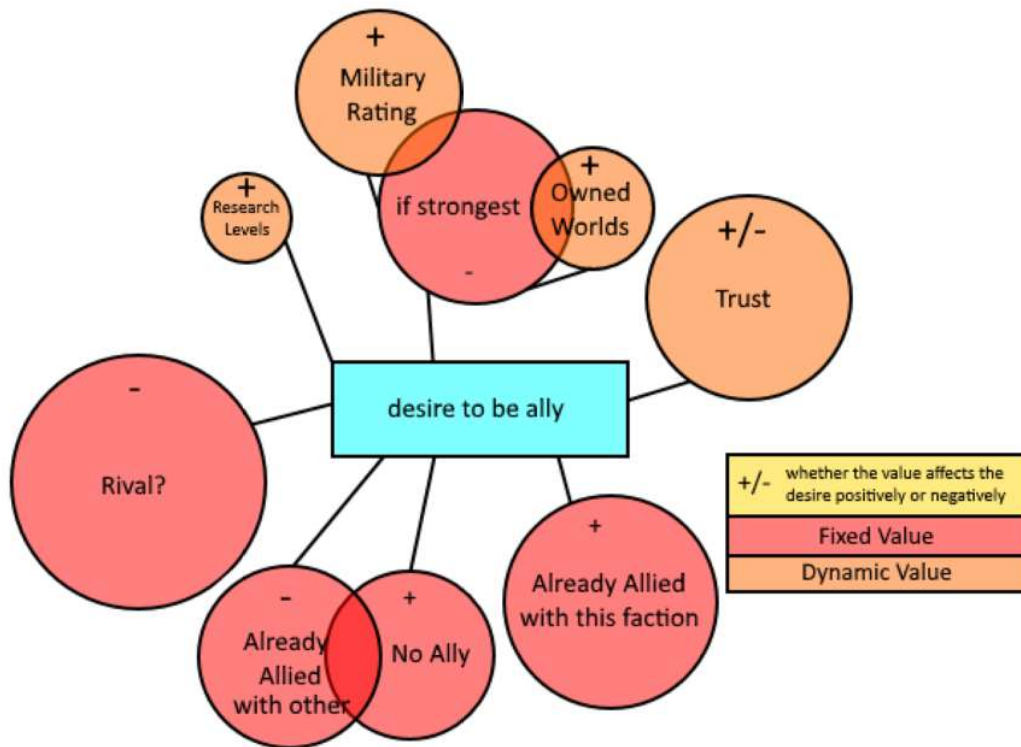 +
Military
Rating
if strongest
-
+
Owned
Worlds
+
Research
Levels
+/-
Trust
desire to be ally
-
Rival?
-
Already
Allied
with other
+
No Ally
+
Already Allied
with this faction
+/- whether the value affects the
desire positively or negatively
Fixed Value
Dynamic Value